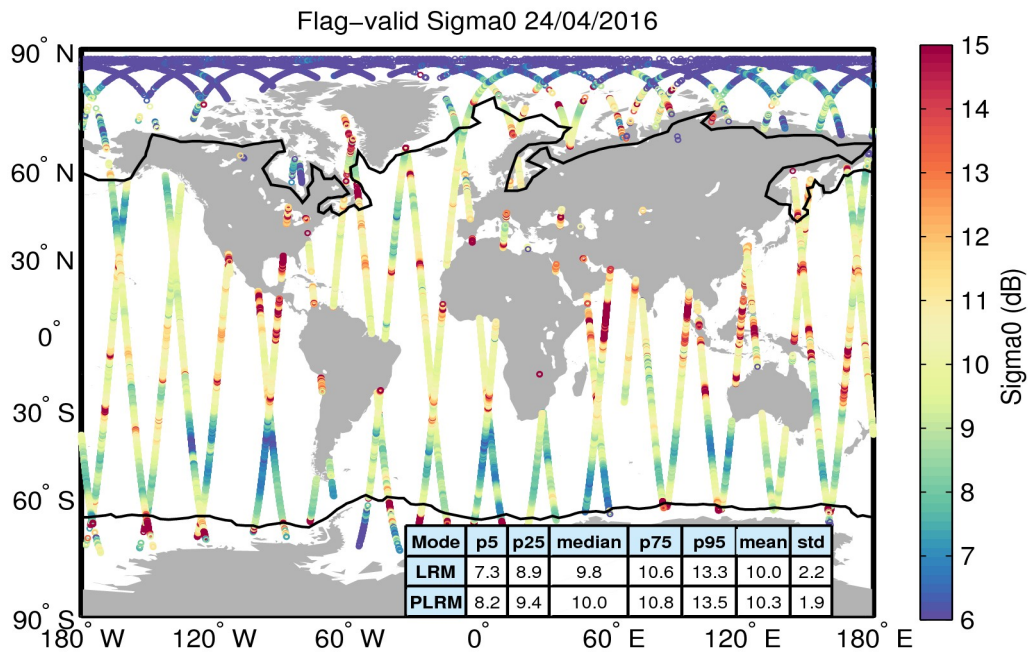 Flag−valid Sigma0 24/04/2016
90° N
60° N
30° N
0°
30° S
60° S
90° S
180° W
120° W
60° W
0°
60° E
120° E
180° E
Mode p5 p25 median p75 p95 mean std
LRM 7.3 8.9 9.8 10.6 13.3 10.0 2.2
PLRM 8.2 9.4 10.0 10.8 13.5 10.3 1.9
15
14
13
12
11
10
9
8
7
6
Sigma0 (dB)